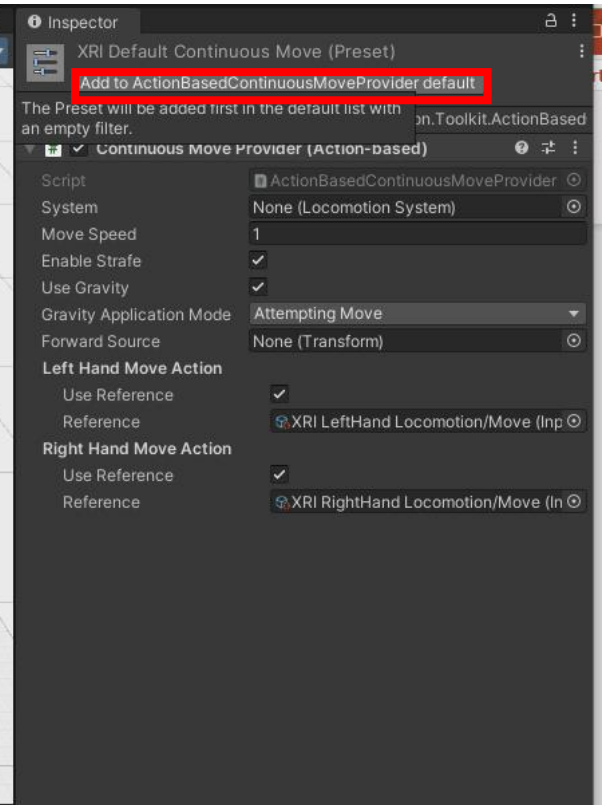 Inspector
XRI Default Continuous Move (Preset)
Add to ActionBasedContinuousMoveProvider default
The Preset will be added first in the default list with
an empty filter.
on.Toolkit.ActionBased
Continuous Move Provider (Action-based)
Script ActionBasedContinuousMoveProvider
System None (Locomotion System)
Move Speed 1
Enable Strafe
Use Gravity
Gravity Application Mode Attempting Move
Forward Source None (Transform)
Left Hand Move Action
Use Reference
Reference XRI LeftHand Locomotion/Move (Inp
Right Hand Move Action
Use Reference
Reference XRI RightHand Locomotion/Move (In